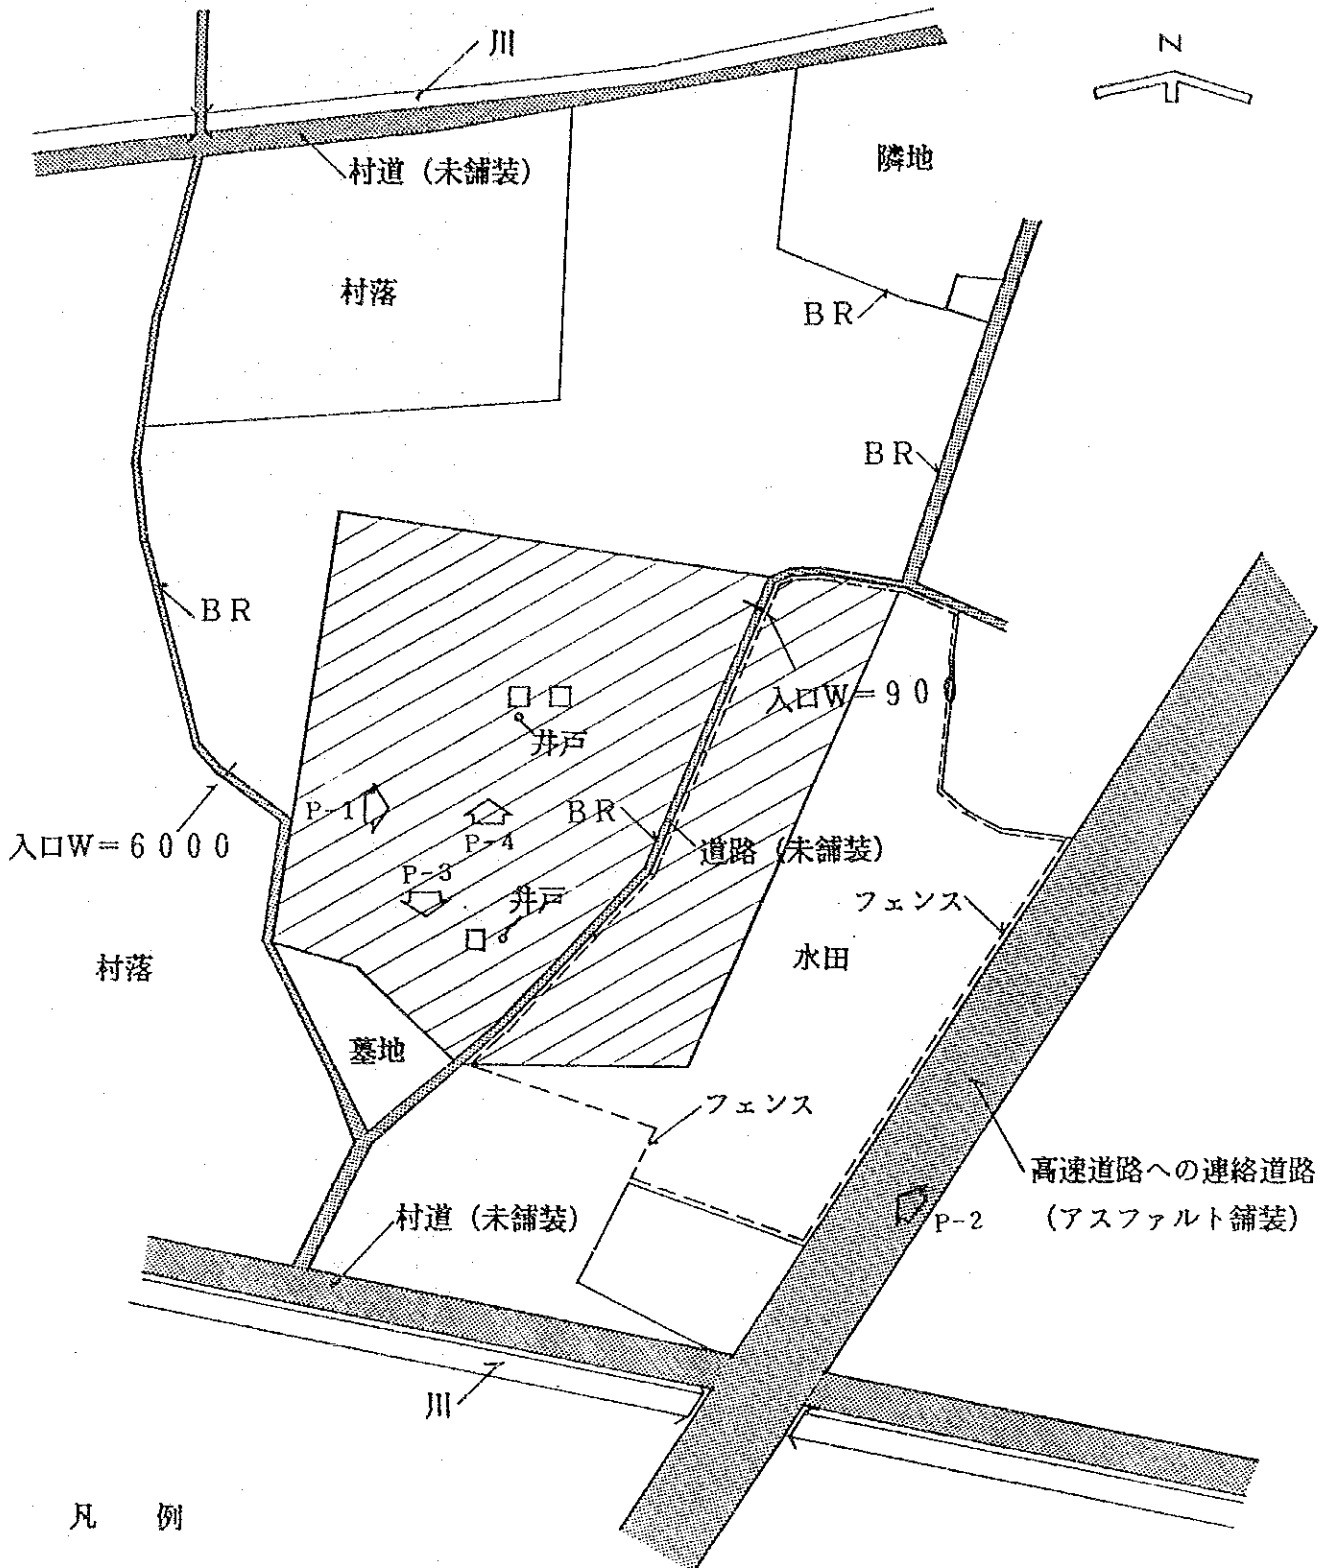 川
N
村道（未舗装）
隣地
村落
BR
BR
BR
入口W=900
井戸
P-1
BR
P-4
道路（未舗装）
入口W=6000
P-3
井戸
フェンス
村落
水田
墓地
フェンス
高速道路への連絡道路
村道（未舗装）
P-2
（アスファルト舗装）
川
凡　例